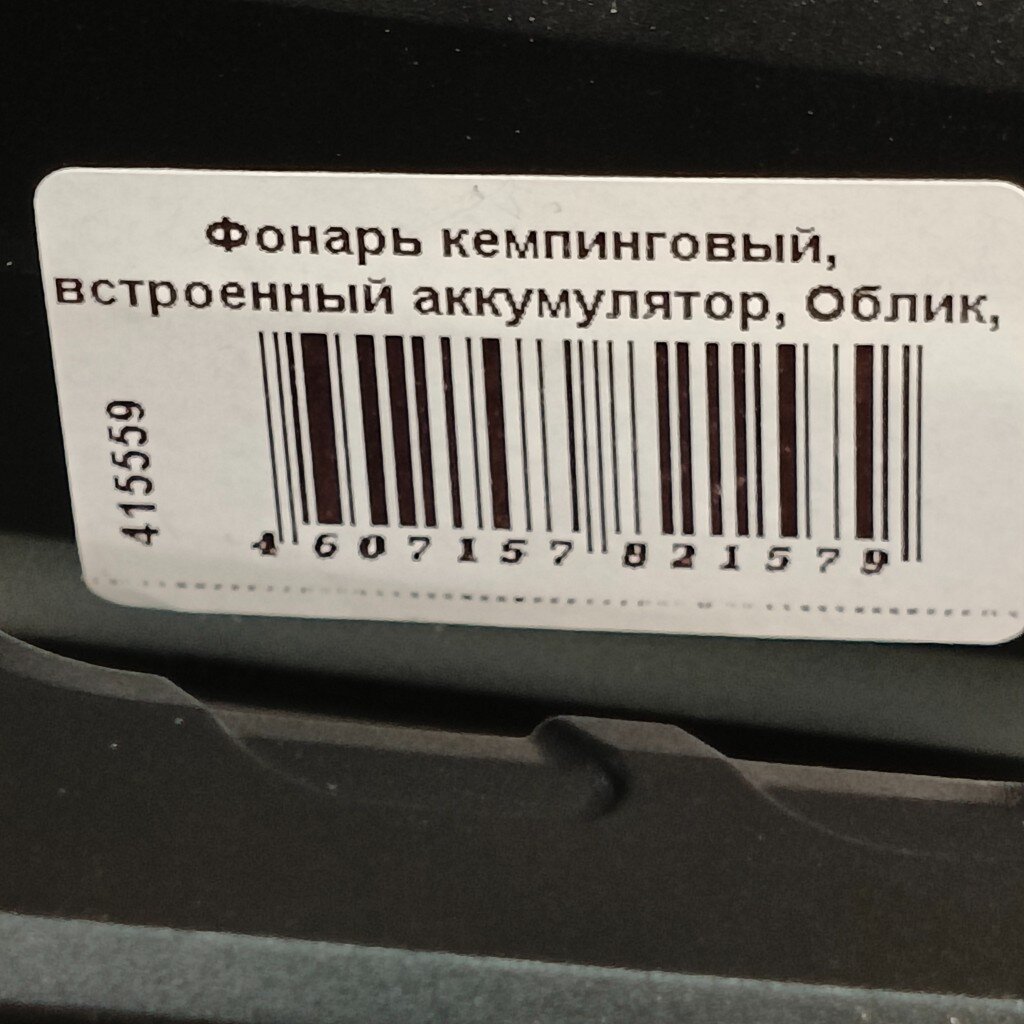 Фонарь кемпинговый,
встроенный аккумулятор, Облик,
415559
4 607157 821579